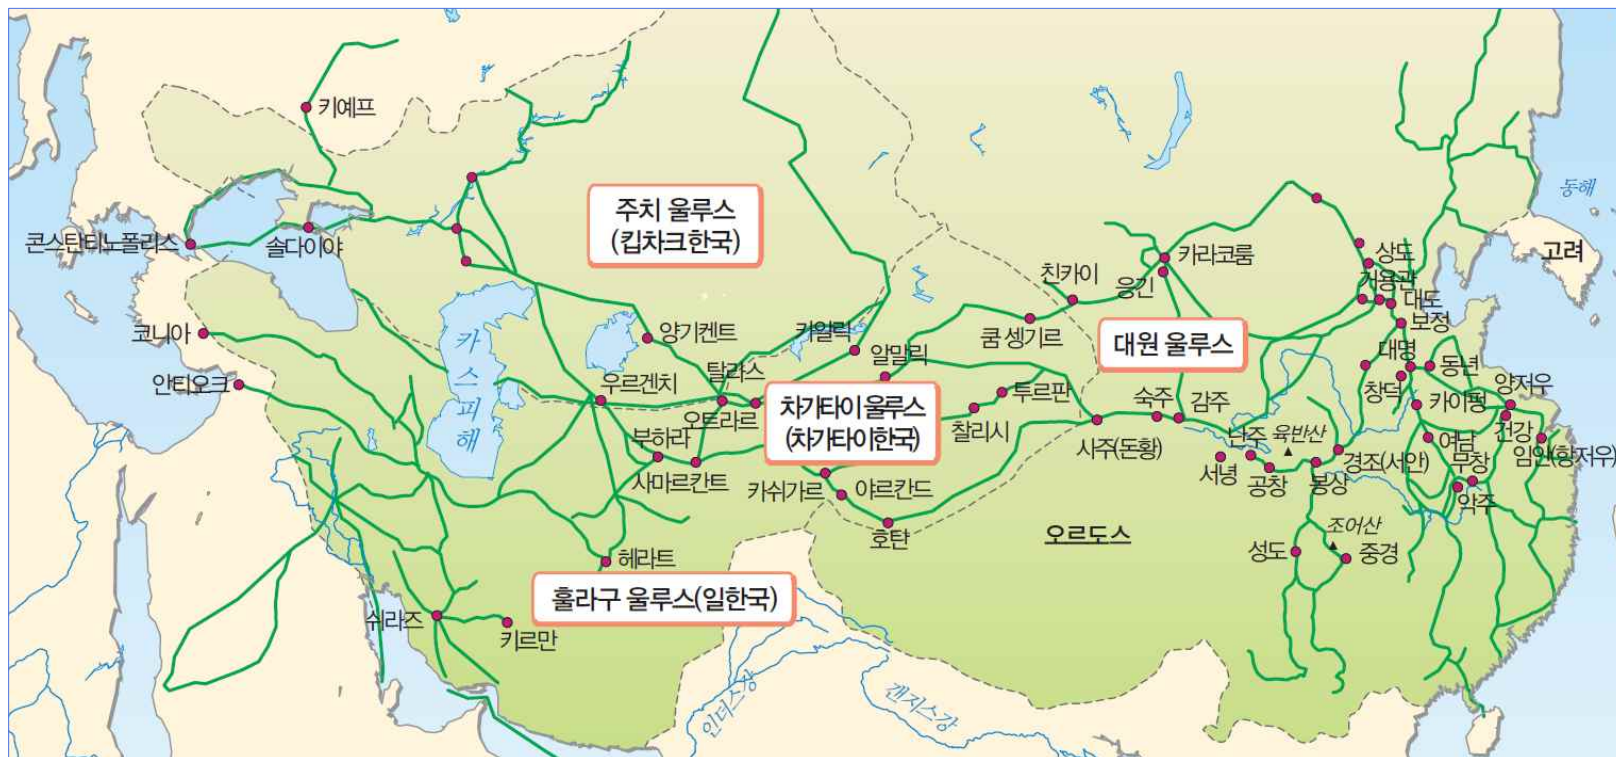 키예프
주치 울루스
(킵차크한국)
동해
콘스탄티노폴리스
솔다이야
친카이
카라코룸
웅긴
상도
고려
거용관
대도
코니아
카
스
피
해
양기켄트
카일릭
알말릭
쿰 셍기르
대원 울루스
보정
대명
동년
안티오크
우르겐치
탈라스
오트라르
차가타이 울루스
(차가타이한국)
투르판
찰리시
숙주
감주
창덕
양저우
카이펑
부하라
사마르칸트
사주(돈황)
난주
육반산
여남
건강
임안(항저우)
카쉬가르
야르칸드
서녕
공창
봉상
경조(서안)
무창
악주
호탄
오르도스
조어산
헤라트
성도
중경
훌라구 울루스(일한국)
쉬라즈
키르만
인더스강
갠지스강